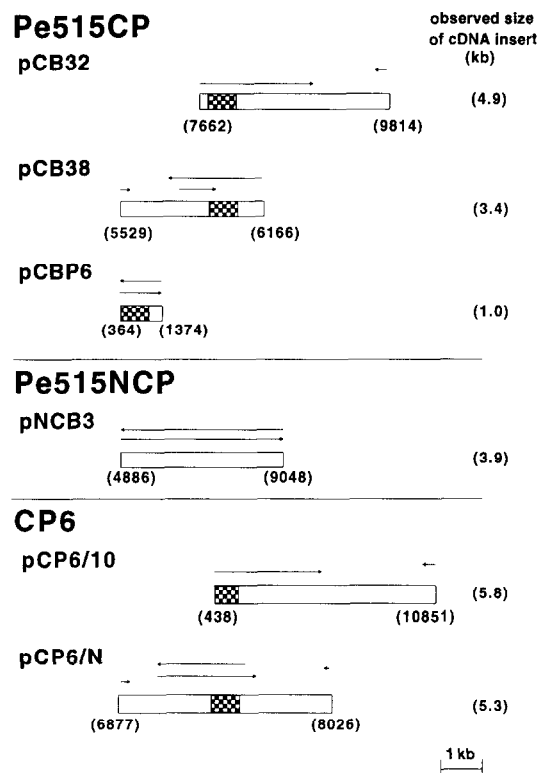 Pe515CP
observed size
of cDNA insert
(kb)
pCB32
(4.9)
(7662) (9814)
pCB38
(3.4)
(5529) (6166)
pCBP6
(1.0)
(364) (1374)
Pe515NCP
pNCB3
(3.9)
(4886) (9048)
CP6
pCP6/10
(5.8)
(438) (10851)
pCP6/N
(5.3)
(6877) (8026)
1 kb